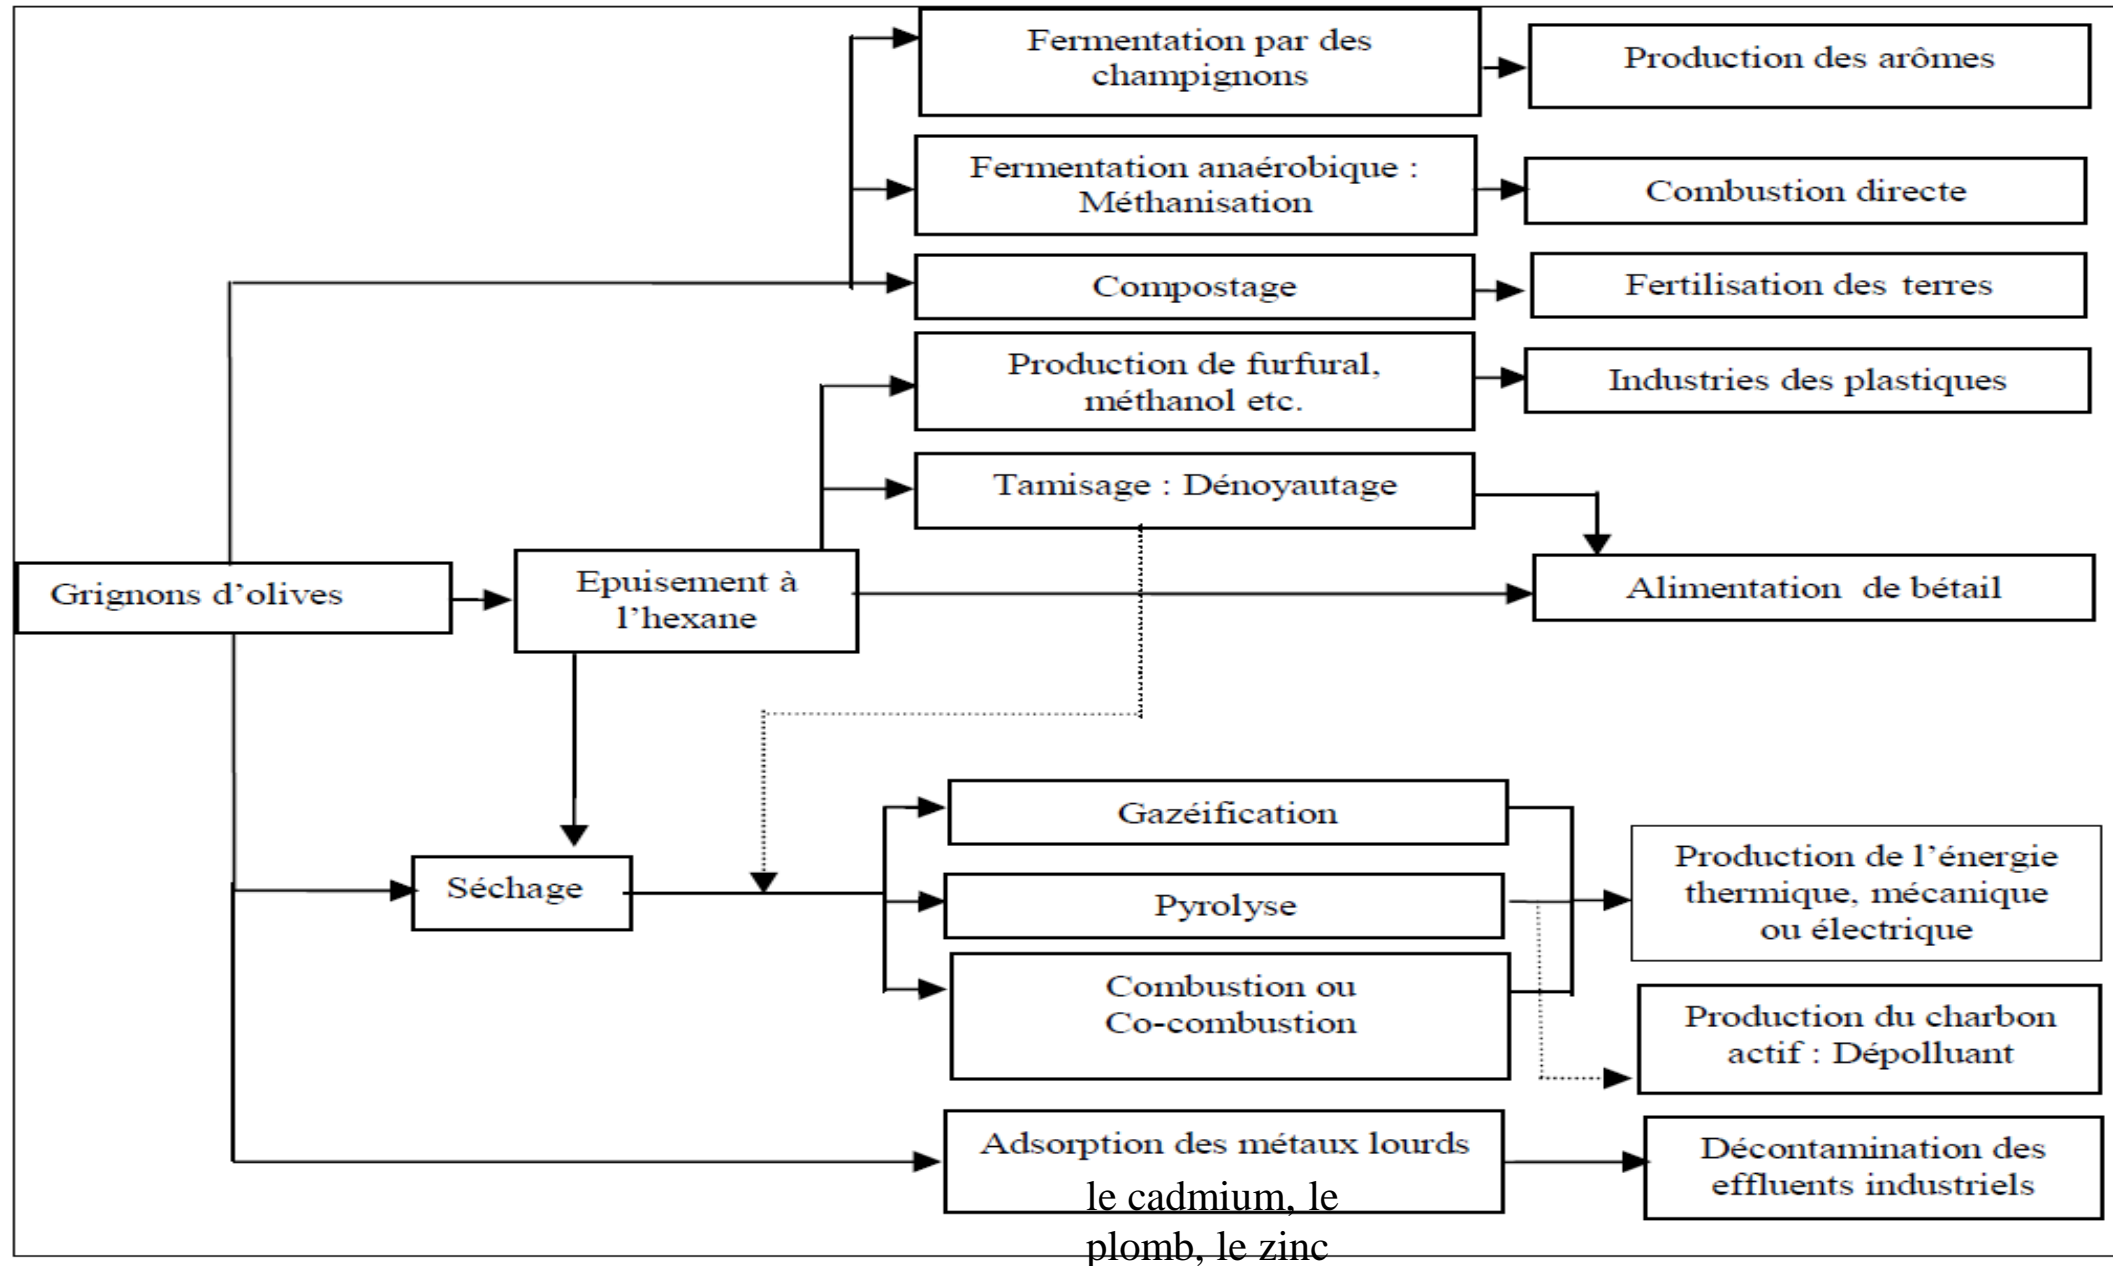 Fermentation par des
champignons
Production des arômes
Fermentation anaérobique :
Méthanisation
Combustion directe
Compostage
Fertilisation des terres
Production de furfural,
méthanol etc.
Industries des plastiques
Tamisage : Dénoyautage
Grignons d’olives
Epuisement à
l’hexane
Alimentation de bétail
Séchage
Gazéification
Pyrolyse
Combustion ou
Co-combustion
Production de l’énergie
thermique, mécanique
ou électrique
Production du charbon
actif : Dépolluant
Adsorption des métaux lourds
le cadmium, le
plomb, le zinc
Décontamination des
effluents industriels